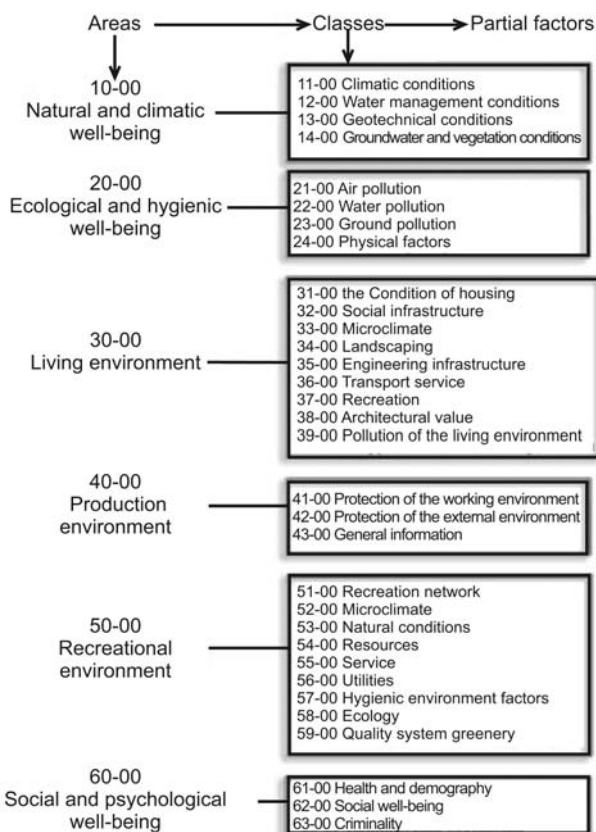 Areas
Classes
Partial factors
10-00
Natural and climatic
well-being
11-00 Climatic conditions
12-00 Water management conditions
13-00 Geotechnical conditions
14-00 Groundwater and vegetation conditions
20-00
Ecological and hygienic
well-being
21-00 Air pollution
22-00 Water pollution
23-00 Ground pollution
24-00 Physical factors
30-00
Living environment
31-00 the Condition of housing
32-00 Social infrastructure
33-00 Microclimate
34-00 Landscaping
35-00 Engineering infrastructure
36-00 Transport service
37-00 Recreation
38-00 Architectural value
39-00 Pollution of the living environment
40-00
Production
environment
41-00 Protection of the working environment
42-00 Protection of the external environment
43-00 General information
50-00
Recreational
environment
51-00 Recreation network
52-00 Microclimate
53-00 Natural conditions
54-00 Resources
55-00 Service
56-00 Utilities
57-00 Hygienic environment factors
58-00 Ecology
59-00 Quality system greenery
60-00
Social and psychological
well-being
61-00 Health and demography
62-00 Social well-being
63-00 Criminality